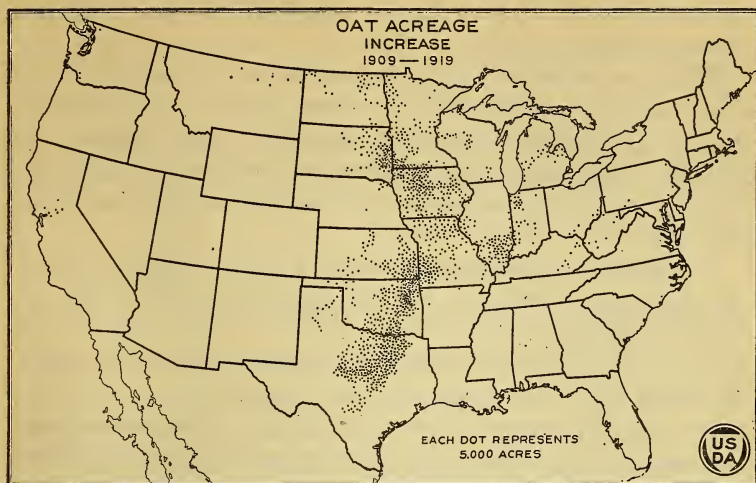 OAT ACREAGE
INCREASE
1909—1919
EACH DOT REPRESENTS
5,000 ACRES
US
DA